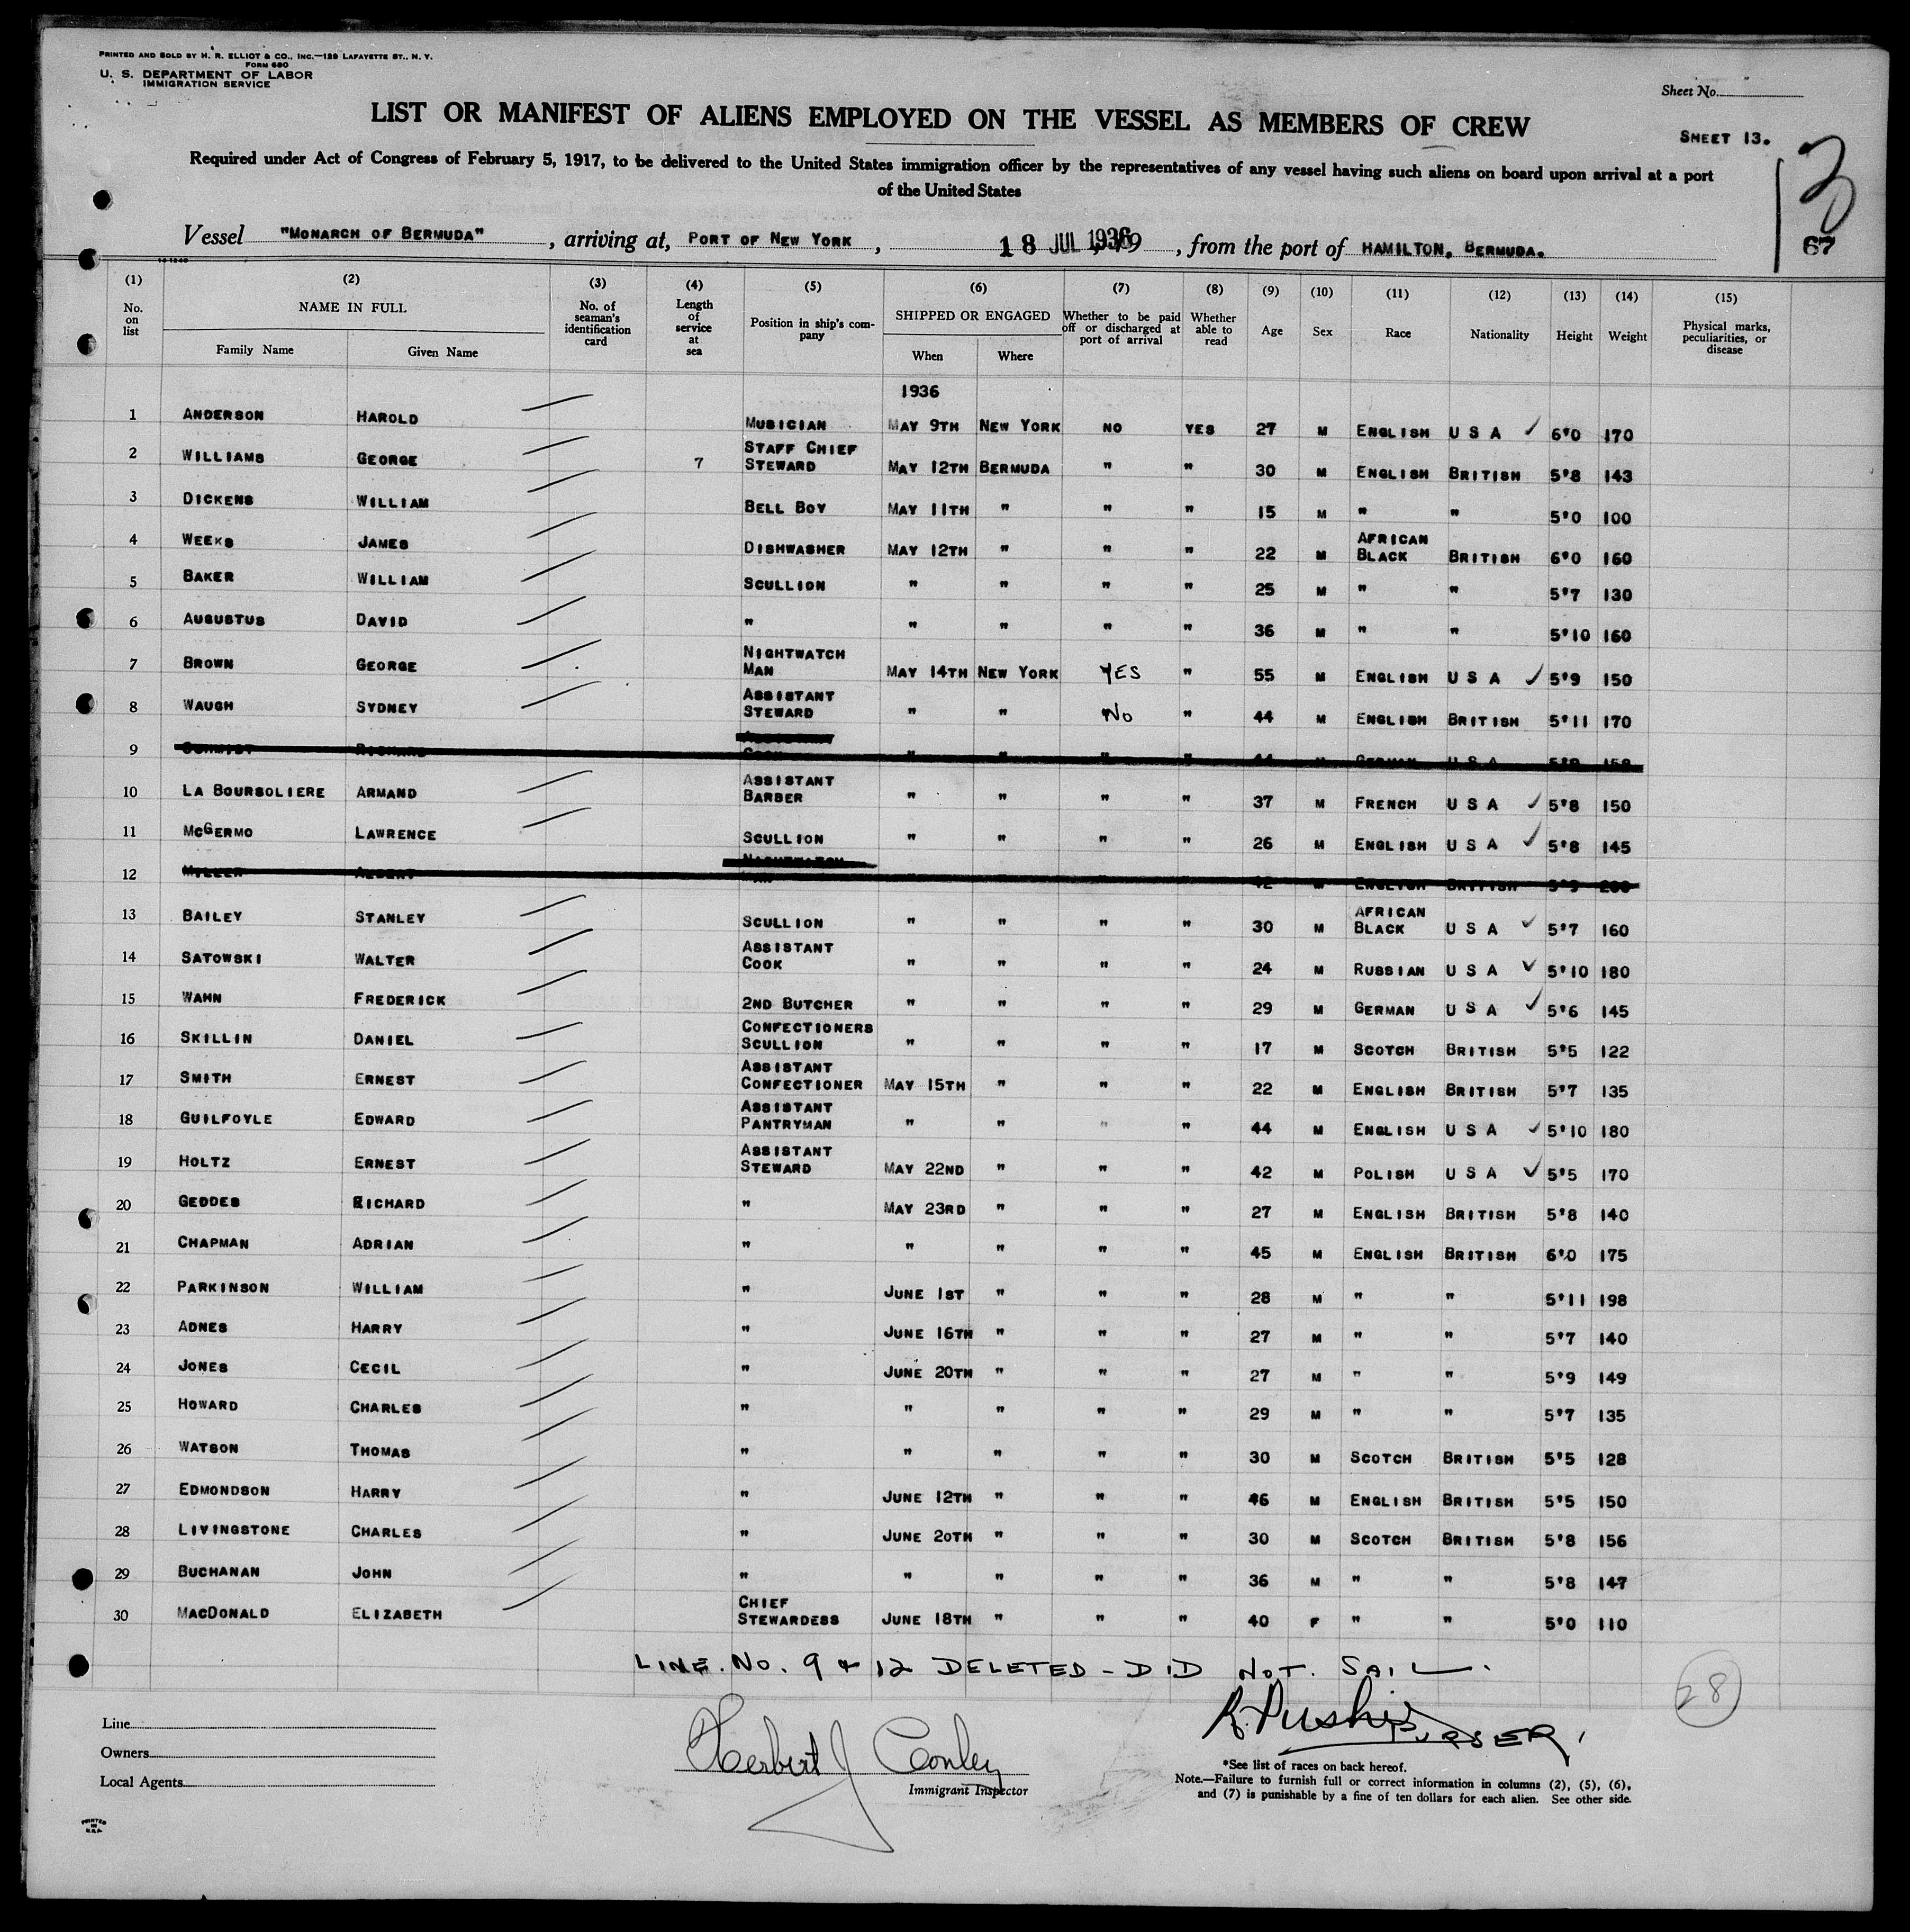 PRINTED AND SOLD BY H. R. ELLIOT & CO., INC.—129 LAFAYETTE ST., N. Y.
FORM 680
U. S. DEPARTMENT OF LABOR
IMMIGRATION SERVICE
Sheet No.
LIST OR MANIFEST OF ALIENS EMPLOYED ON THE VESSEL AS MEMBERS OF CREW
SHEET 13.
13
Required under Act of Congress of February 5, 1917, to be delivered to the United States immigration officer by the representatives of any vessel having such aliens on board upon arrival at a port
of the United States
Vessel "MONARCH OF BERMUDA", arriving at, PORT OF NEW YORK, 18 JUL 1936, from the port of HAMILTON, BERMUDA.
67
(1) No. on list (2) NAME IN FULL Family Name Given Name (3) No. of seaman's identification card (4) Length of service at sea (5) Position in ship's company (6) SHIPPED OR ENGAGED When Where (7) Whether to be paid off or discharged at port of arrival (8) Whether able to read (9) Age (10) Sex (11) Race (12) Nationality (13) Height (14) Weight (15) Physical marks, peculiarities, or disease
1936
1 ANDERSON HAROLD MUSICIAN MAY 9TH NEW YORK NO YES 27 M ENGLISH U S A 6'0 170
2 WILLIAMS GEORGE 7 STAFF CHIEF STEWARD MAY 12TH BERMUDA " " 30 M ENGLISH BRITISH 5'8 143
3 DICKENS WILLIAM BELL BOY MAY 11TH " " " 15 M " " 5'0 100
4 WEEKS JAMES DISHWASHER MAY 12TH " " " 22 M AFRICAN BLACK BRITISH 6'0 160
5 BAKER WILLIAM SCULLION " " " " 25 M " " 5'7 130
6 AUGUSTUS DAVID " " " " " 36 M " " 5'10 160
7 BROWN GEORGE NIGHTWATCH MAN MAY 14TH NEW YORK YES " 55 M ENGLISH U S A 5'9 150
8 WAUGH SYDNEY ASSISTANT STEWARD " " No " 44 M ENGLISH BRITISH 5'11 170
9
10 LA BOURSOLIERE ARMAND ASSISTANT BARBER " " " " 37 M FRENCH U S A 5'8 150
11 MCGERMO LAWRENCE SCULLION " " " " 26 M ENGLISH U S A 5'8 145
12
13 BAILEY STANLEY SCULLION " " " " 30 M AFRICAN BLACK U S A 5'7 160
14 SATOWSKI WALTER ASSISTANT COOK " " " " 24 M RUSSIAN U S A 5'10 180
15 WAHN FREDERICK 2ND BUTCHER " " " " 29 M GERMAN U S A 5'6 145
16 SKILLIN DANIEL CONFECTIONERS SCULLION " " " " 17 M SCOTCH BRITISH 5'5 122
17 SMITH ERNEST ASSISTANT CONFECTIONER MAY 15TH " " " 22 M ENGLISH BRITISH 5'7 135
18 GUILFOYLE EDWARD ASSISTANT PANTRYMAN " " " " 44 M ENGLISH U S A 5'10 180
19 HOLTZ ERNEST ASSISTANT STEWARD MAY 22ND " " " 42 M POLISH U S A 5'5 170
20 GEDDES RICHARD " MAY 23RD " " " 27 M ENGLISH BRITISH 5'8 140
21 CHAPMAN ADRIAN " " " " " 45 M ENGLISH BRITISH 6'0 175
22 PARKINSON WILLIAM " JUNE 1ST " " " 28 M " " 5'11 198
23 ADNES HARRY " JUNE 16TH " " " 27 M " " 5'7 140
24 JONES CECIL " JUNE 20TH " " " 27 M " " 5'9 149
25 HOWARD CHARLES " " " " " 29 M " " 5'7 135
26 WATSON THOMAS " " " " " 30 M SCOTCH BRITISH 5'5 128
27 EDMONDSON HARRY " JUNE 12TH " " " 46 M ENGLISH BRITISH 5'5 150
28 LIVINGSTONE CHARLES " JUNE 20TH " " " 30 M SCOTCH BRITISH 5'8 156
29 BUCHANAN JOHN " " " " " 36 M " " 5'8 147
30 MACDONALD ELIZABETH CHIEF STEWARDESS JUNE 18TH " " " 40 F " " 5'0 110
LINE. NO. 9 & 12 DELETED - DID NOT. SAIL.
28
Line
Owners
Local Agents
Herbert J Conley
Immigrant Inspector
PURSER.
*See list of races on back hereof.
Note.—Failure to furnish full or correct information in columns (2), (5), (6),
and (7) is punishable by a fine of ten dollars for each alien. See other side.
PRINTED
IN
U.S.A.